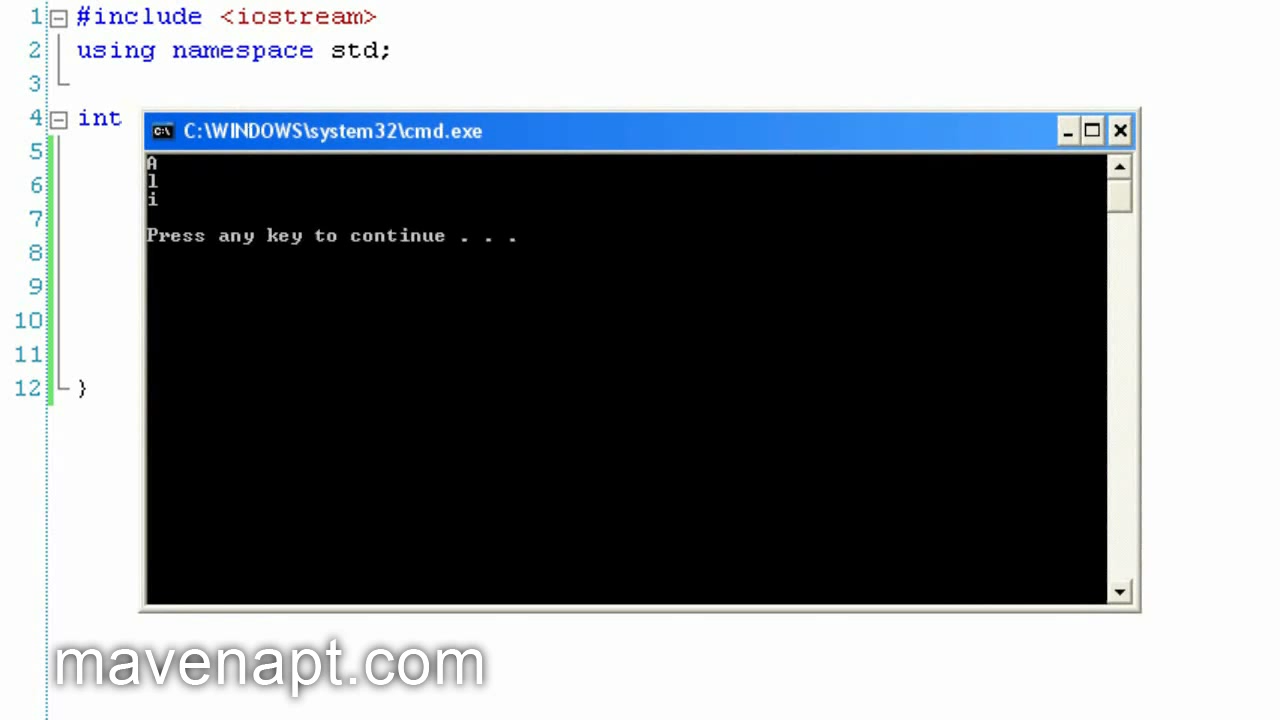 1 #include <iostream>
2 using namespace std;
3
4 int
5
6
7
8
9
10
11
12 }
C:\WINDOWS\system32\cmd.exe
A
l
i
Press any key to continue . . .
mavenapt.com